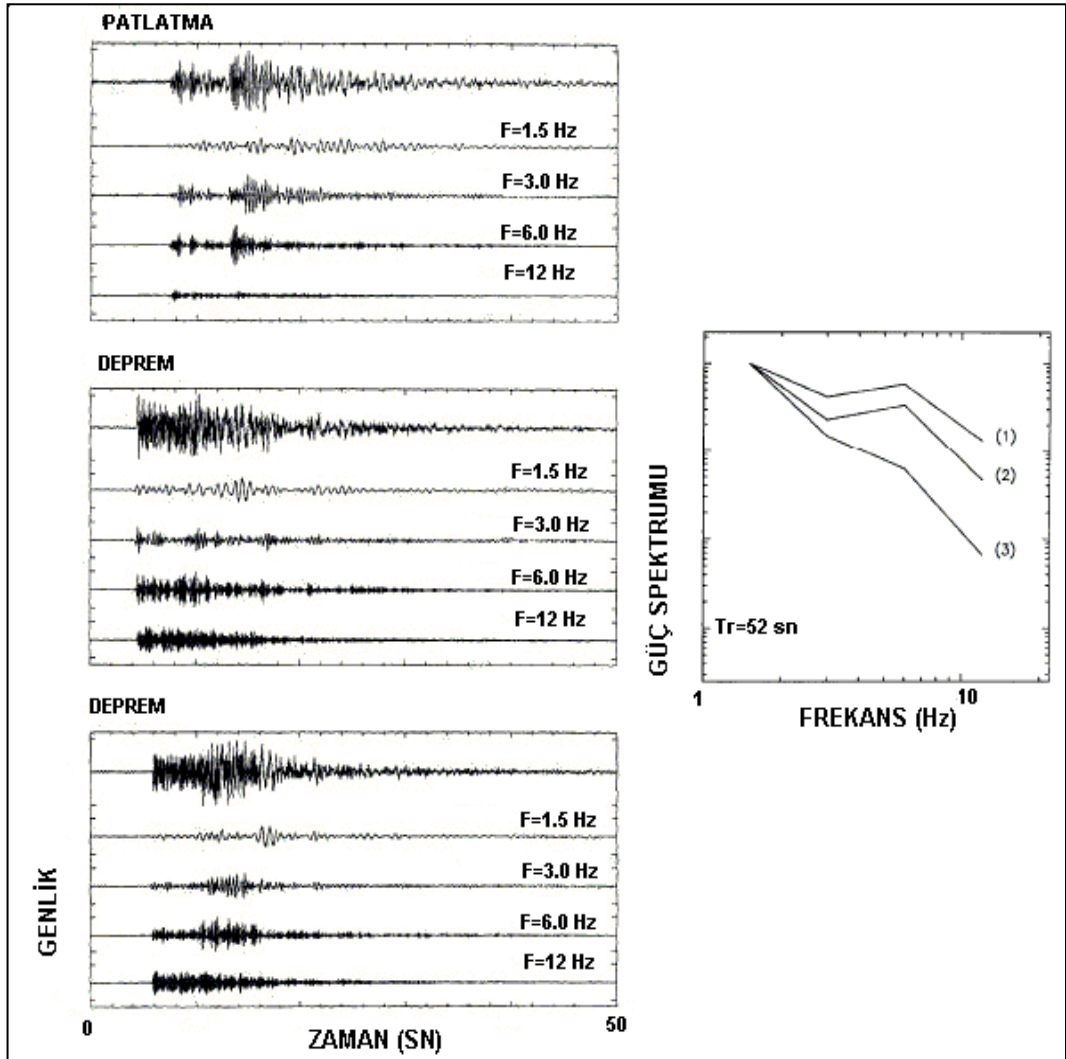 PATLATMA
F=1.5 Hz
F=3.0 Hz
F=6.0 Hz
F=12 Hz
DEPREM
F=1.5 Hz
F=3.0 Hz
F=6.0 Hz
F=12 Hz
DEPREM
F=1.5 Hz
F=3.0 Hz
F=6.0 Hz
F=12 Hz
GENLİK
0
50
ZAMAN (SN)
GÜÇ SPEKTRUMU
(1)
(2)
(3)
Tr=52 sn
1
10
FREKANS (Hz)